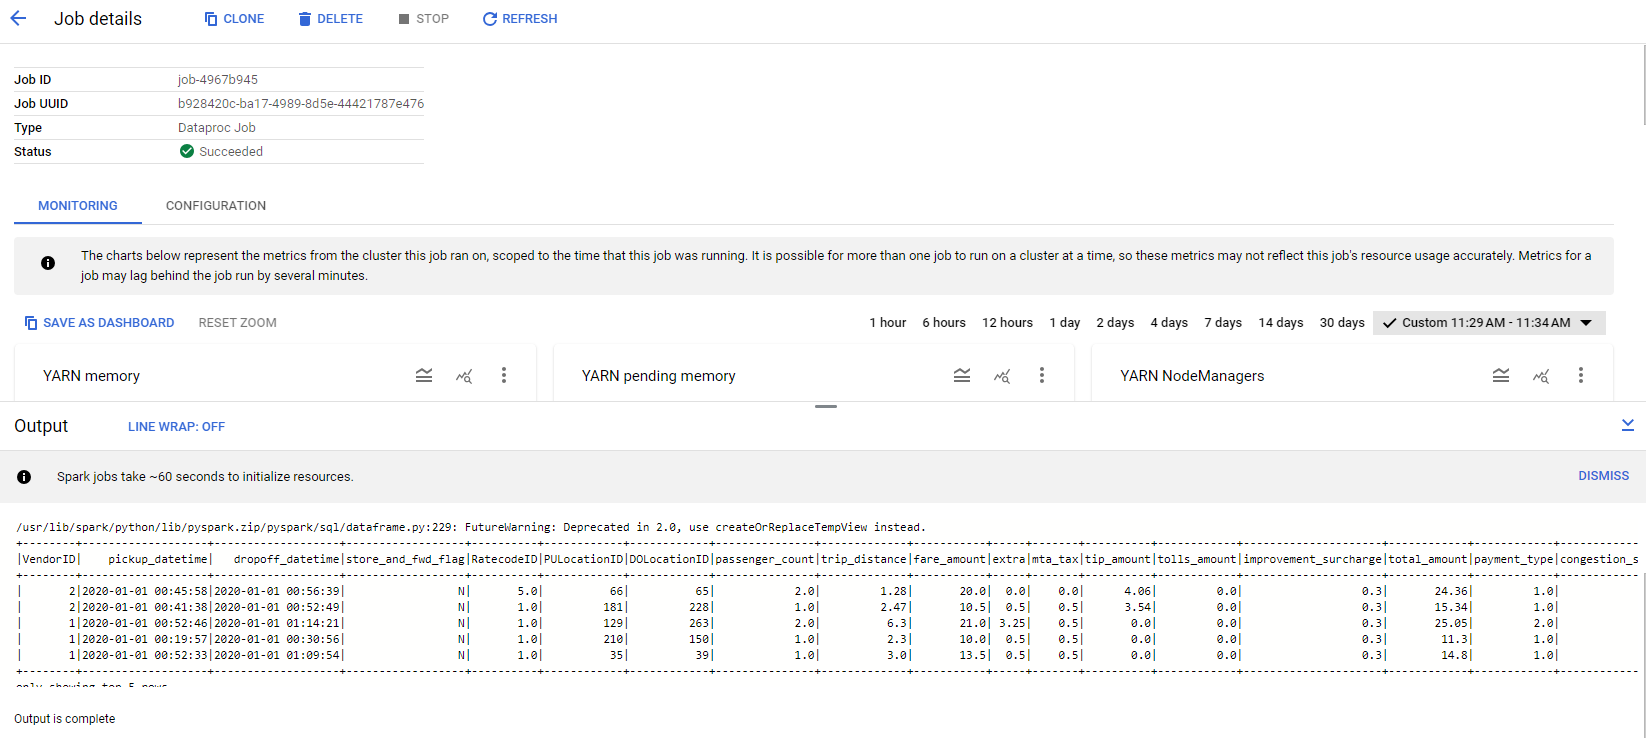 Job details CLONE DELETE STOP REFRESH
Job ID job-4967b945
Job UUID b928420c-ba17-4989-8d5e-44421787e476
Type Dataproc Job
Status Succeeded
MONITORING CONFIGURATION
The charts below represent the metrics from the cluster this job ran on, scoped to the time that this job was running. It is possible for more than one job to run on a cluster at a time, so these metrics may not reflect this job's resource usage accurately. Metrics for a
job may lag behind the job run by several minutes.
SAVE AS DASHBOARD RESET ZOOM 1 hour 6 hours 12 hours 1 day 2 days 4 days 7 days 14 days 30 days Custom 11:29 AM - 11:34 AM
YARN memory YARN pending memory YARN NodeManagers
Output LINE WRAP: OFF
Spark jobs take ~60 seconds to initialize resources. DISMISS
/usr/lib/spark/python/lib/pyspark.zip/pyspark/sql/dataframe.py:229: FutureWarning: Deprecated in 2.0, use createOrReplaceTempView instead.
|VendorID| pickup_datetime| dropoff_datetime|store_and_fwd_flag|RatecodeID|PULocationID|DOLocationID|passenger_count|trip_distance|fare_amount|extra|mta_tax|tip_amount|tolls_amount|improvement_surcharge|total_amount|payment_type|congestion_s
| 2|2020-01-01 00:45:58|2020-01-01 00:56:39| N| 5.0| 66| 65| 2.0| 1.28| 20.0| 0.0| 0.0| 4.06| 0.0| 0.3| 24.36| 1.0|
| 2|2020-01-01 00:41:38|2020-01-01 00:52:49| N| 1.0| 181| 228| 1.0| 2.47| 10.5| 0.5| 0.5| 3.54| 0.0| 0.3| 15.34| 1.0|
| 1|2020-01-01 00:52:46|2020-01-01 01:14:21| N| 1.0| 129| 263| 2.0| 6.3| 21.0| 3.25| 0.5| 0.0| 0.0| 0.3| 25.05| 2.0|
| 1|2020-01-01 00:19:57|2020-01-01 00:30:56| N| 1.0| 210| 150| 1.0| 2.3| 10.0| 0.5| 0.5| 0.0| 0.0| 0.3| 11.3| 1.0|
| 1|2020-01-01 00:52:33|2020-01-01 01:09:54| N| 1.0| 35| 39| 1.0| 3.0| 13.5| 0.5| 0.5| 0.0| 0.0| 0.3| 14.8| 1.0|
only showing top 5 rows
Output is complete